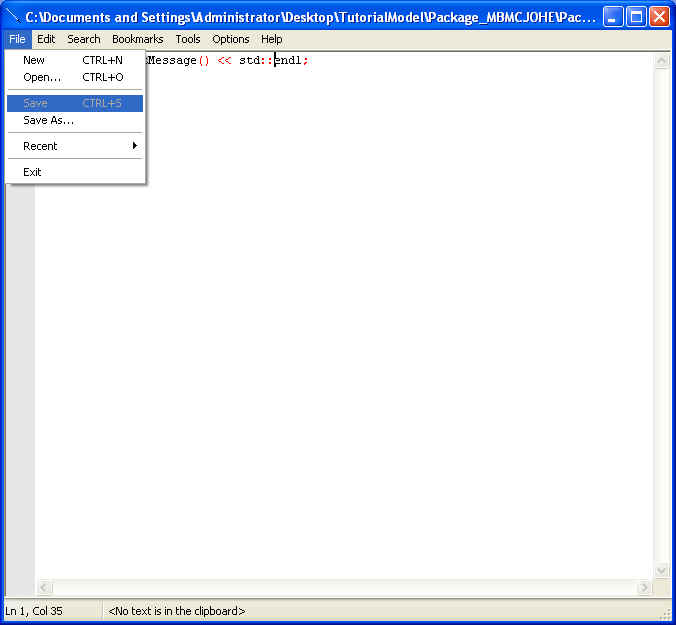 C:\Documents and Settings\Administrator\Desktop\TutorialModel\Package_MBMCJOHE\Pac...
File Edit Search Bookmarks Tools Options Help
Message() << std::endl;
New CTRL+N
Open... CTRL+O
Save CTRL+S
Save As...
Recent
Exit
Ln 1, Col 35 <No text is in the clipboard>